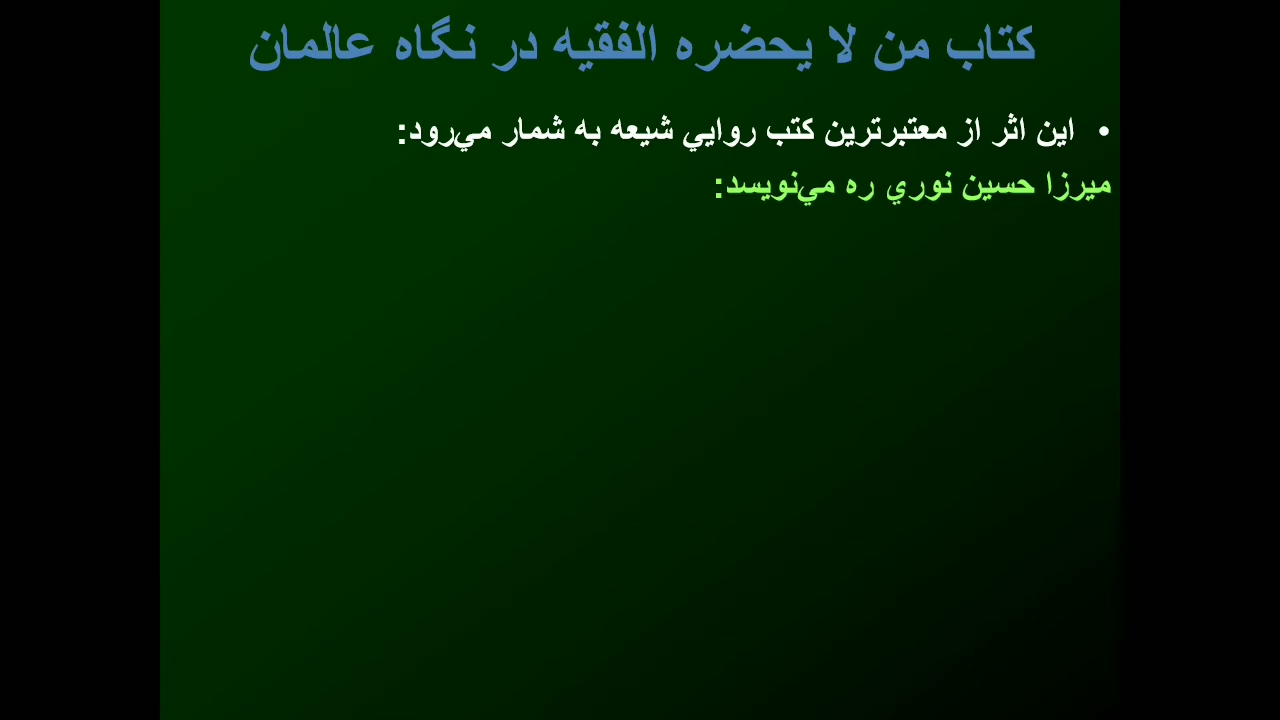 كتاب من لا يحضره الفقيه در نگاه عالمان
• اين اثر از معتبرترين كتب روايي شيعه به شمار مي‌رود:
ميرزا حسين نوري ره مي‌نويسد: